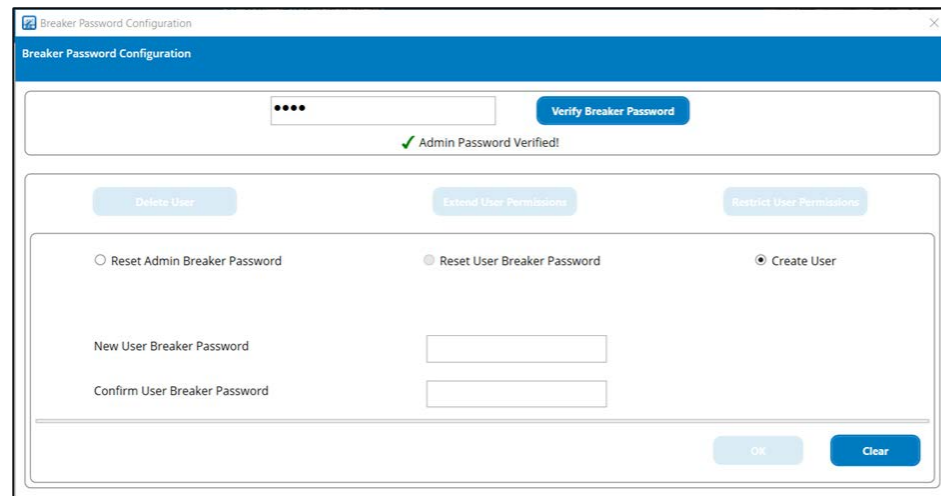 Breaker Password Configuration
Breaker Password Configuration
••••
Verify Breaker Password
✓ Admin Password Verified!
Delete User
Extend User Permissions
Restrict User Permissions
Reset Admin Breaker Password
Reset User Breaker Password
Create User
New User Breaker Password
Confirm User Breaker Password
OK
Clear